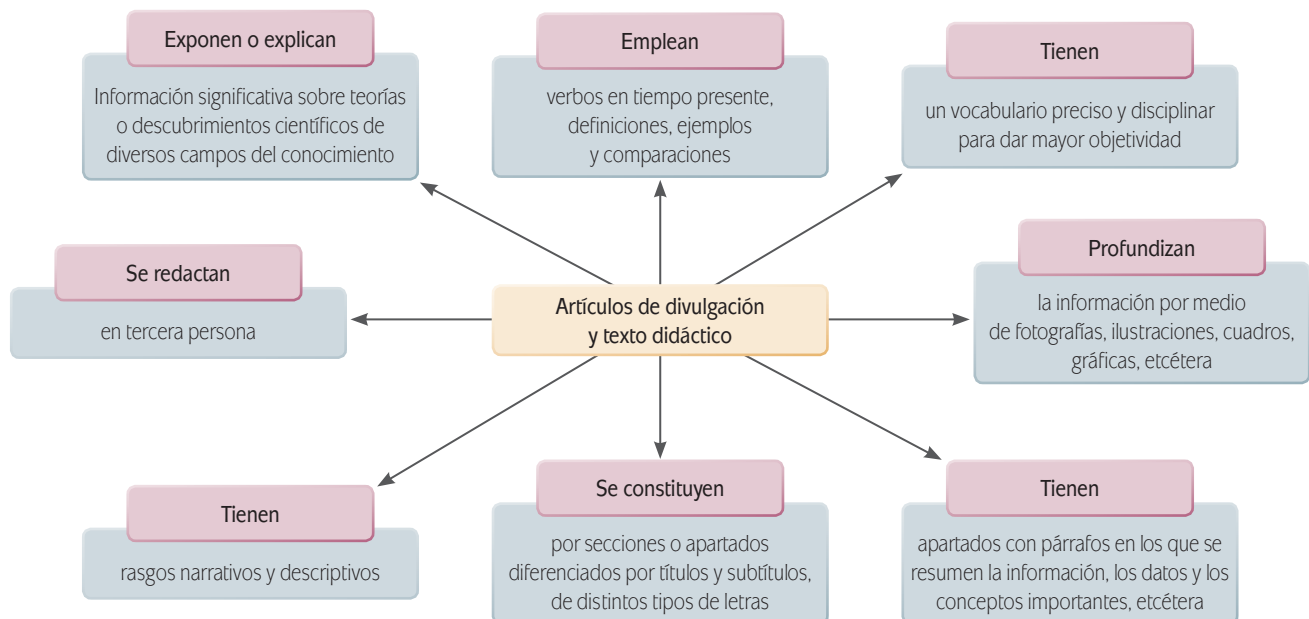 Exponen o explican
Información significativa sobre teorías
o descubrimientos científicos de
diversos campos del conocimiento
Emplean
verbos en tiempo presente,
definiciones, ejemplos
y comparaciones
Tienen
un vocabulario preciso y disciplinar
para dar mayor objetividad
Se redactan
en tercera persona
Artículos de divulgación
y texto didáctico
Profundizan
la información por medio
de fotografías, ilustraciones, cuadros,
gráficas, etcétera
Tienen
rasgos narrativos y descriptivos
Se constituyen
por secciones o apartados
diferenciados por títulos y subtítulos,
de distintos tipos de letras
Tienen
apartados con párrafos en los que se
resumen la información, los datos y los
conceptos importantes, etcétera